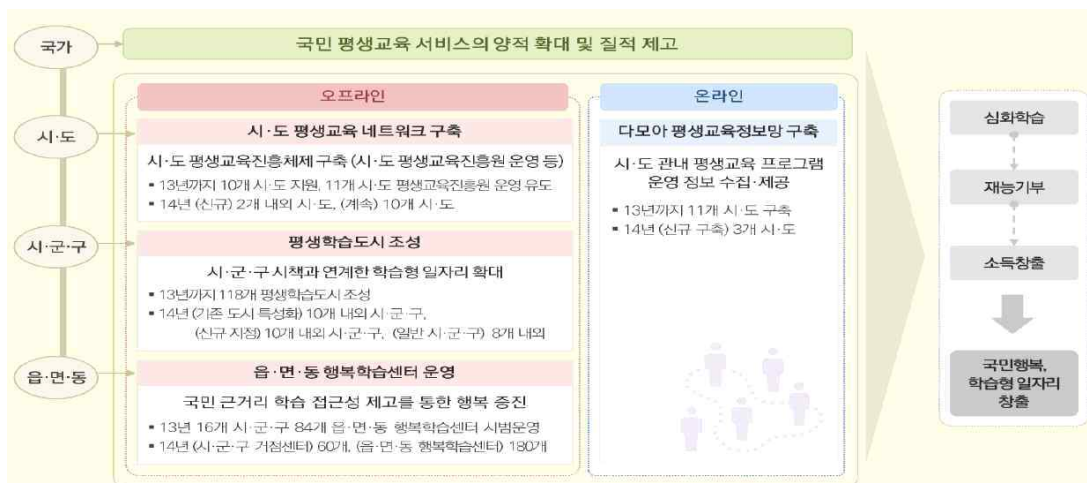 국가
국민 평생교육 서비스의 양적 확대 및 질적 제고
시·도
시·군·구
읍·면·동
오프라인
시·도 평생교육 네트워크 구축
시·도 평생교육진흥체제 구축 (시·도 평생교육진흥원 운영 등)
▪ 13년까지 10개 시·도 지원, 11개 시·도 평생교육진흥원 운영 유도
▪ 14년 (신규) 2개 내외 시·도, (계속) 10개 시·도
평생학습도시 조성
시·군·구 시책과 연계한 학습형 일자리 확대
▪ 13년까지 118개 평생학습도시 조성
▪ 14년 (기존 도시 특성화) 10개 내외 시·군·구,
(신규 지정) 10개 내외 시·군·구, (일반 시·군·구) 8개 내외
읍·면·동 행복학습센터 운영
국민 근거리 학습 접근성 제고를 통한 행복 증진
▪ 13년 16개 시·군·구 84개 읍·면·동 행복학습센터 시범운영
▪ 14년 (시·군·구 거점센터) 60개, (읍·면·동 행복학습센터) 180개
온라인
다모아 평생교육정보망 구축
시·도 관내 평생교육 프로그램
운영 정보 수집·제공
▪ 13년까지 11개 시·도 구축
▪ 14년 (신규 구축) 3개 시·도
심화학습
재능기부
소득창출
국민행복,
학습형 일자리
창출